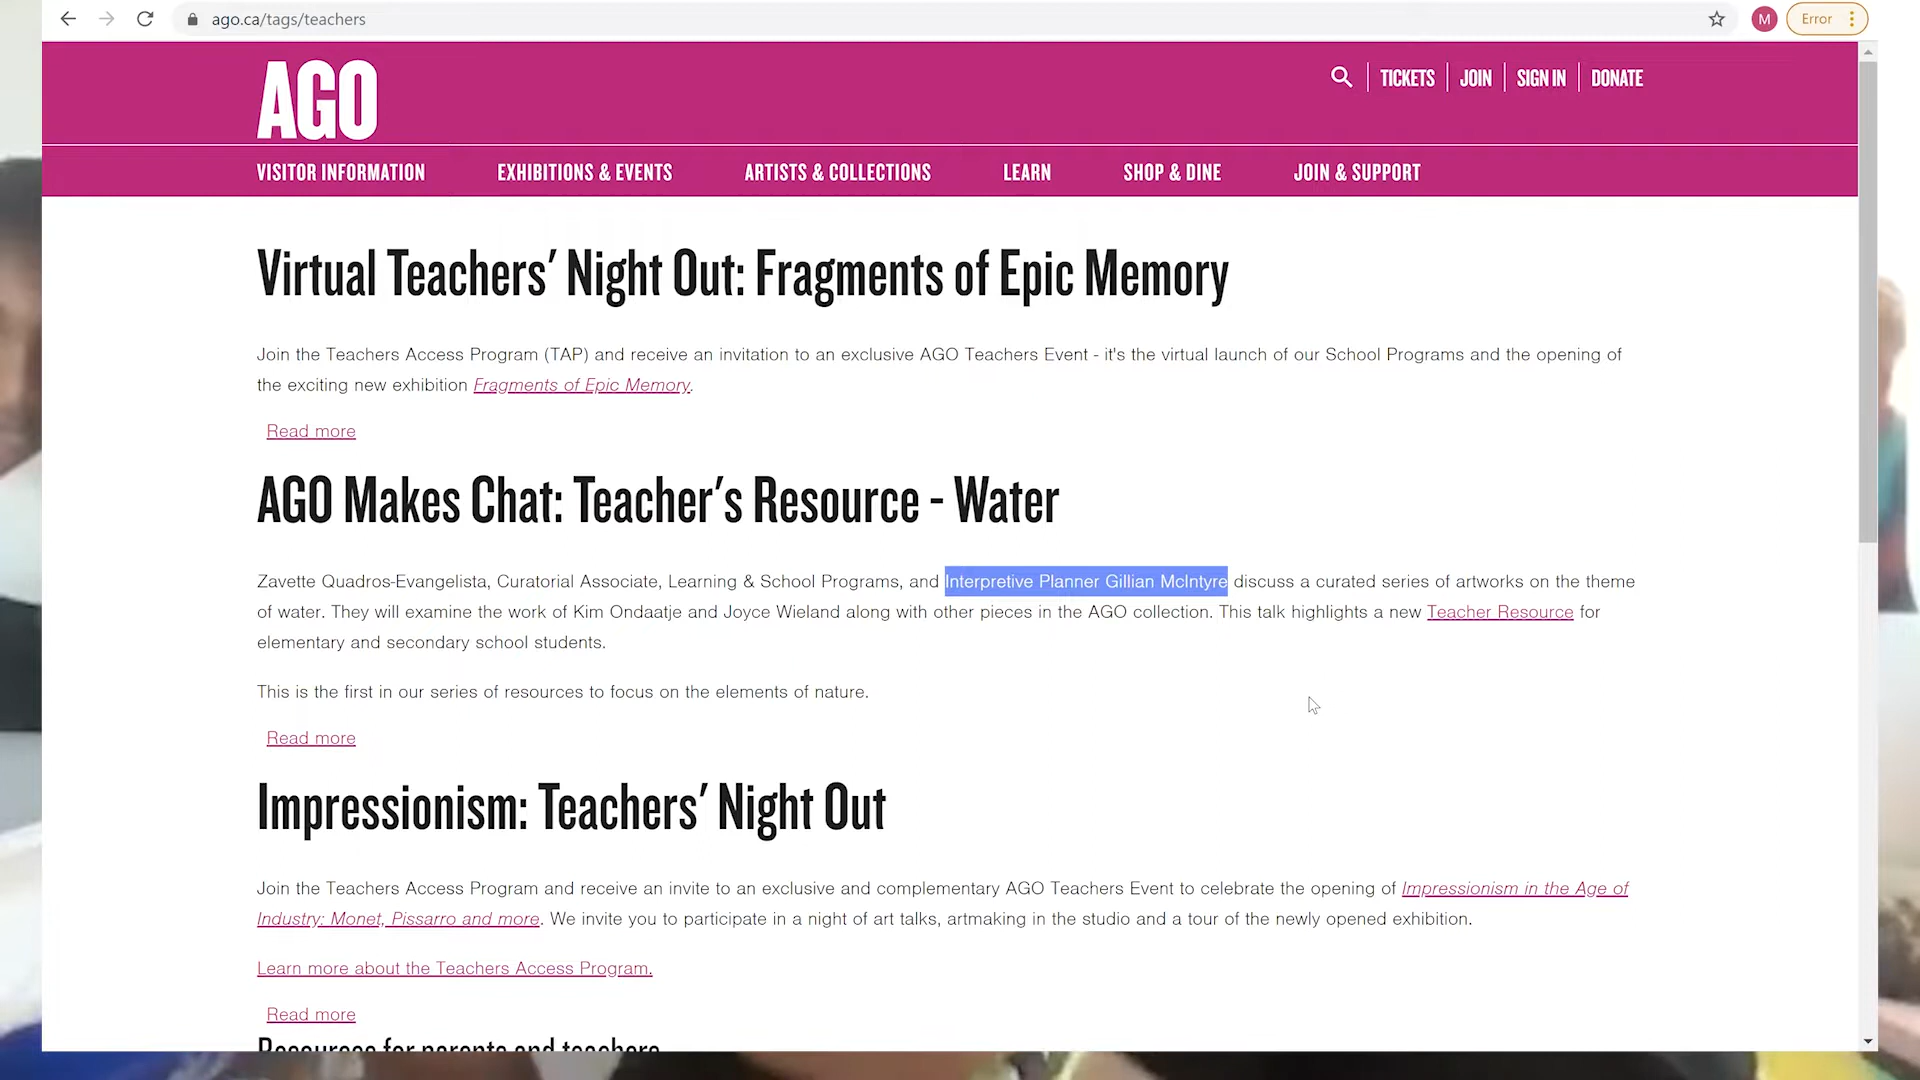 ago.ca/tags/teachers
M
Error
AGO
TICKETS
JOIN
SIGN IN
DONATE
VISITOR INFORMATION
EXHIBITIONS & EVENTS
ARTISTS & COLLECTIONS
LEARN
SHOP & DINE
JOIN & SUPPORT
Virtual Teachers' Night Out: Fragments of Epic Memory
Join the Teachers Access Program (TAP) and receive an invitation to an exclusive AGO Teachers Event - it's the virtual launch of our School Programs and the opening of
the exciting new exhibition Fragments of Epic Memory.
Read more
AGO Makes Chat: Teacher's Resource - Water
Zavette Quadros-Evangelista, Curatorial Associate, Learning & School Programs, and Interpretive Planner Gillian McIntyre discuss a curated series of artworks on the theme
of water. They will examine the work of Kim Ondaatje and Joyce Wieland along with other pieces in the AGO collection. This talk highlights a new Teacher Resource for
elementary and secondary school students.
This is the first in our series of resources to focus on the elements of nature.
Read more
Impressionism: Teachers' Night Out
Join the Teachers Access Program and receive an invite to an exclusive and complementary AGO Teachers Event to celebrate the opening of Impressionism in the Age of
Industry: Monet, Pissarro and more. We invite you to participate in a night of art talks, artmaking in the studio and a tour of the newly opened exhibition.
Learn more about the Teachers Access Program.
Read more
Resources for parents and teachers